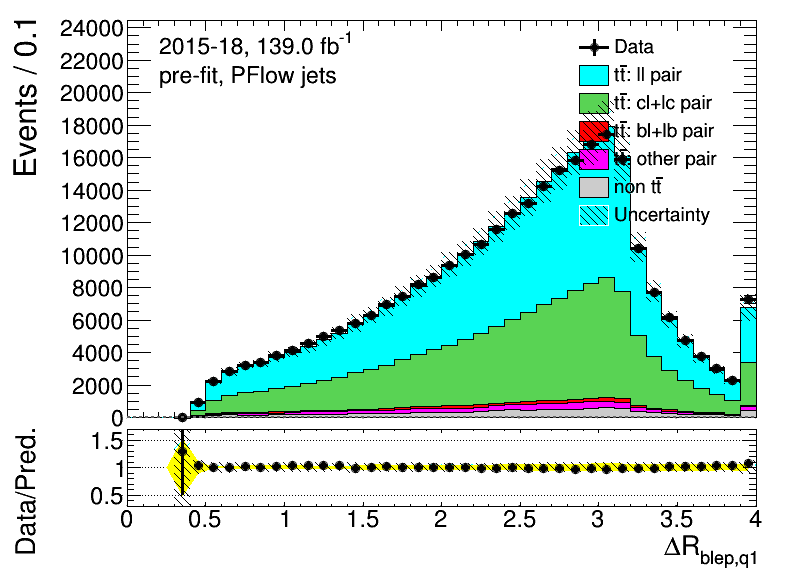 Events / 0.1
24000
22000
20000
18000
16000
14000
12000
10000
8000
6000
4000
2000
0
2015-18, 139.0 fb⁻¹
pre-fit, PFlow jets
Data
tt̄: ll pair
tt̄: cl+lc pair
tt̄: bl+lb pair
tt̄ other pair
non tt̄
Uncertainty
Data/Pred.
1.5
1
0.5
0 0.5 1 1.5 2 2.5 3 3.5 4
ΔR_blep,q1